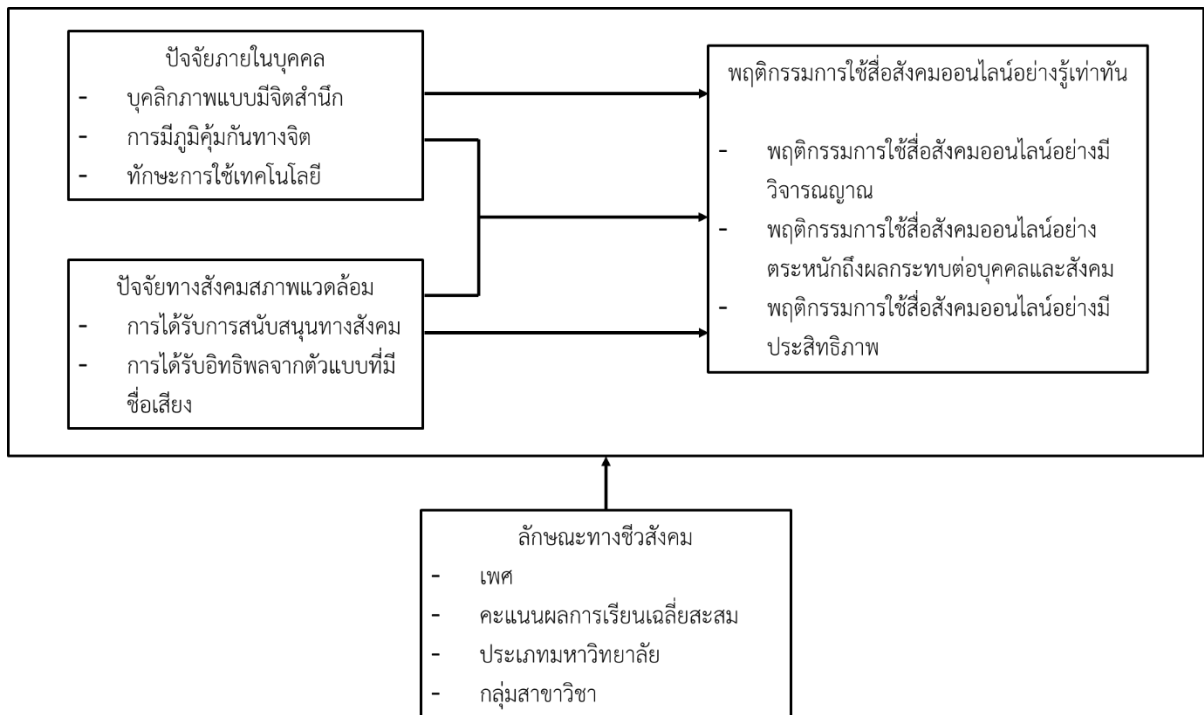 ปัจจัยภายในบุคคล
- บุคลิกภาพแบบมีจิตสำนึก
- การมีภูมิคุ้มกันทางจิต
- ทักษะการใช้เทคโนโลยี
ปัจจัยทางสังคมสภาพแวดล้อม
- การได้รับการสนับสนุนทางสังคม
- การได้รับอิทธิพลจากตัวแบบที่มี
ชื่อเสียง
พฤติกรรมการใช้สื่อสังคมออนไลน์อย่างรู้เท่าทัน
- พฤติกรรมการใช้สื่อสังคมออนไลน์อย่างมี
วิจารณญาณ
- พฤติกรรมการใช้สื่อสังคมออนไลน์อย่าง
ตระหนักถึงผลกระทบต่อบุคคลและสังคม
- พฤติกรรมการใช้สื่อสังคมออนไลน์อย่างมี
ประสิทธิภาพ
ลักษณะทางชีวสังคม
- เพศ
- คะแนนผลการเรียนเฉลี่ยสะสม
- ประเภทมหาวิทยาลัย
- กลุ่มสาขาวิชา